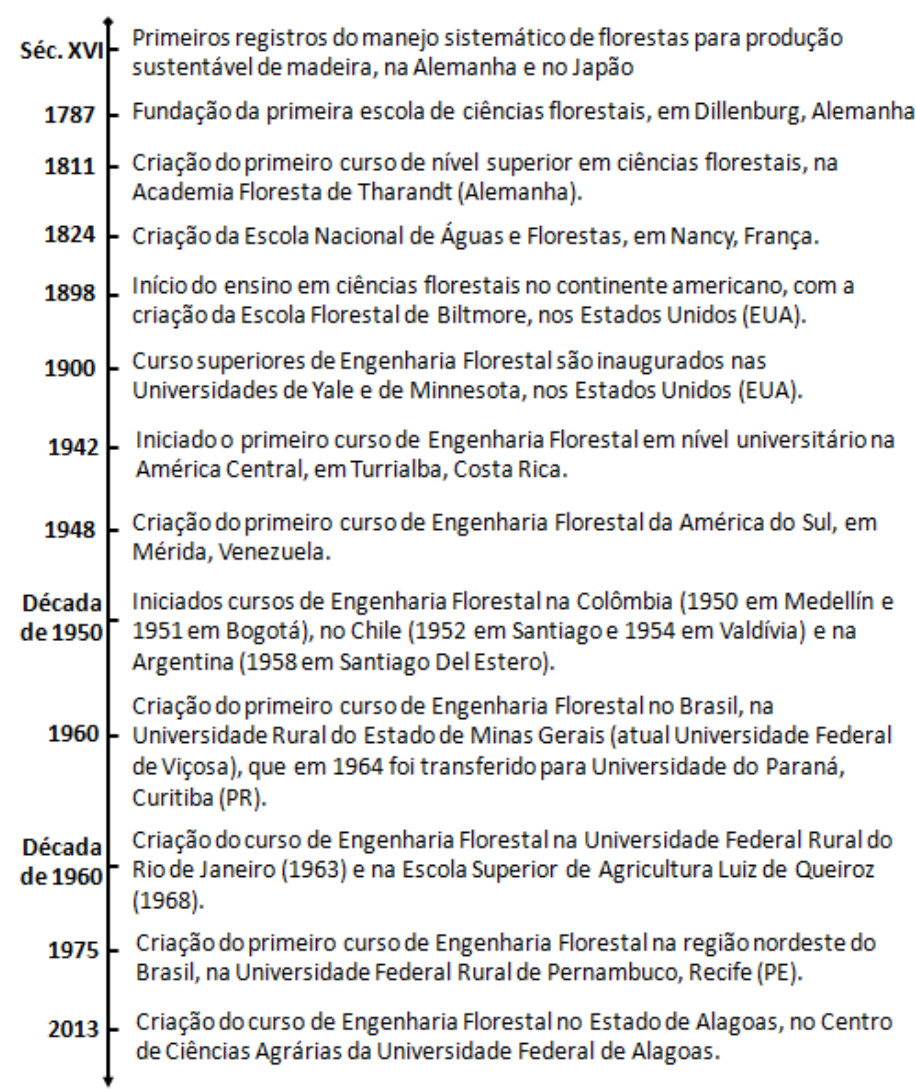 Séc. XVI
Primeiros registros do manejo sistemático de florestas para produção
sustentável de madeira, na Alemanha e no Japão
1787
Fundação da primeira escola de ciências florestais, em Dillenburg, Alemanha
1811
Criação do primeiro curso de nível superior em ciências florestais, na
Academia Floresta de Tharandt (Alemanha).
1824
Criação da Escola Nacional de Águas e Florestas, em Nancy, França.
1898
Início do ensino em ciências florestais no continente americano, com a
criação da Escola Florestal de Biltmore, nos Estados Unidos (EUA).
1900
Curso superiores de Engenharia Florestal são inaugurados nas
Universidades de Yale e de Minnesota, nos Estados Unidos (EUA).
1942
Iniciado o primeiro curso de Engenharia Florestal em nível universitário na
América Central, em Turrialba, Costa Rica.
1948
Criação do primeiro curso de Engenharia Florestal da América do Sul, em
Mérida, Venezuela.
Década
de 1950
Iniciados cursos de Engenharia Florestal na Colômbia (1950 em Medellín e
1951 em Bogotá), no Chile (1952 em Santiago e 1954 em Valdívia) e na
Argentina (1958 em Santiago Del Estero).
1960
Criação do primeiro curso de Engenharia Florestal no Brasil, na
Universidade Rural do Estado de Minas Gerais (atual Universidade Federal
de Viçosa), que em 1964 foi transferido para Universidade do Paraná,
Curitiba (PR).
Década
de 1960
Criação do curso de Engenharia Florestal na Universidade Federal Rural do
Rio de Janeiro (1963) e na Escola Superior de Agricultura Luiz de Queiroz
(1968).
1975
Criação do primeiro curso de Engenharia Florestal na região nordeste do
Brasil, na Universidade Federal Rural de Pernambuco, Recife (PE).
2013
Criação do curso de Engenharia Florestal no Estado de Alagoas, no Centro
de Ciências Agrárias da Universidade Federal de Alagoas.